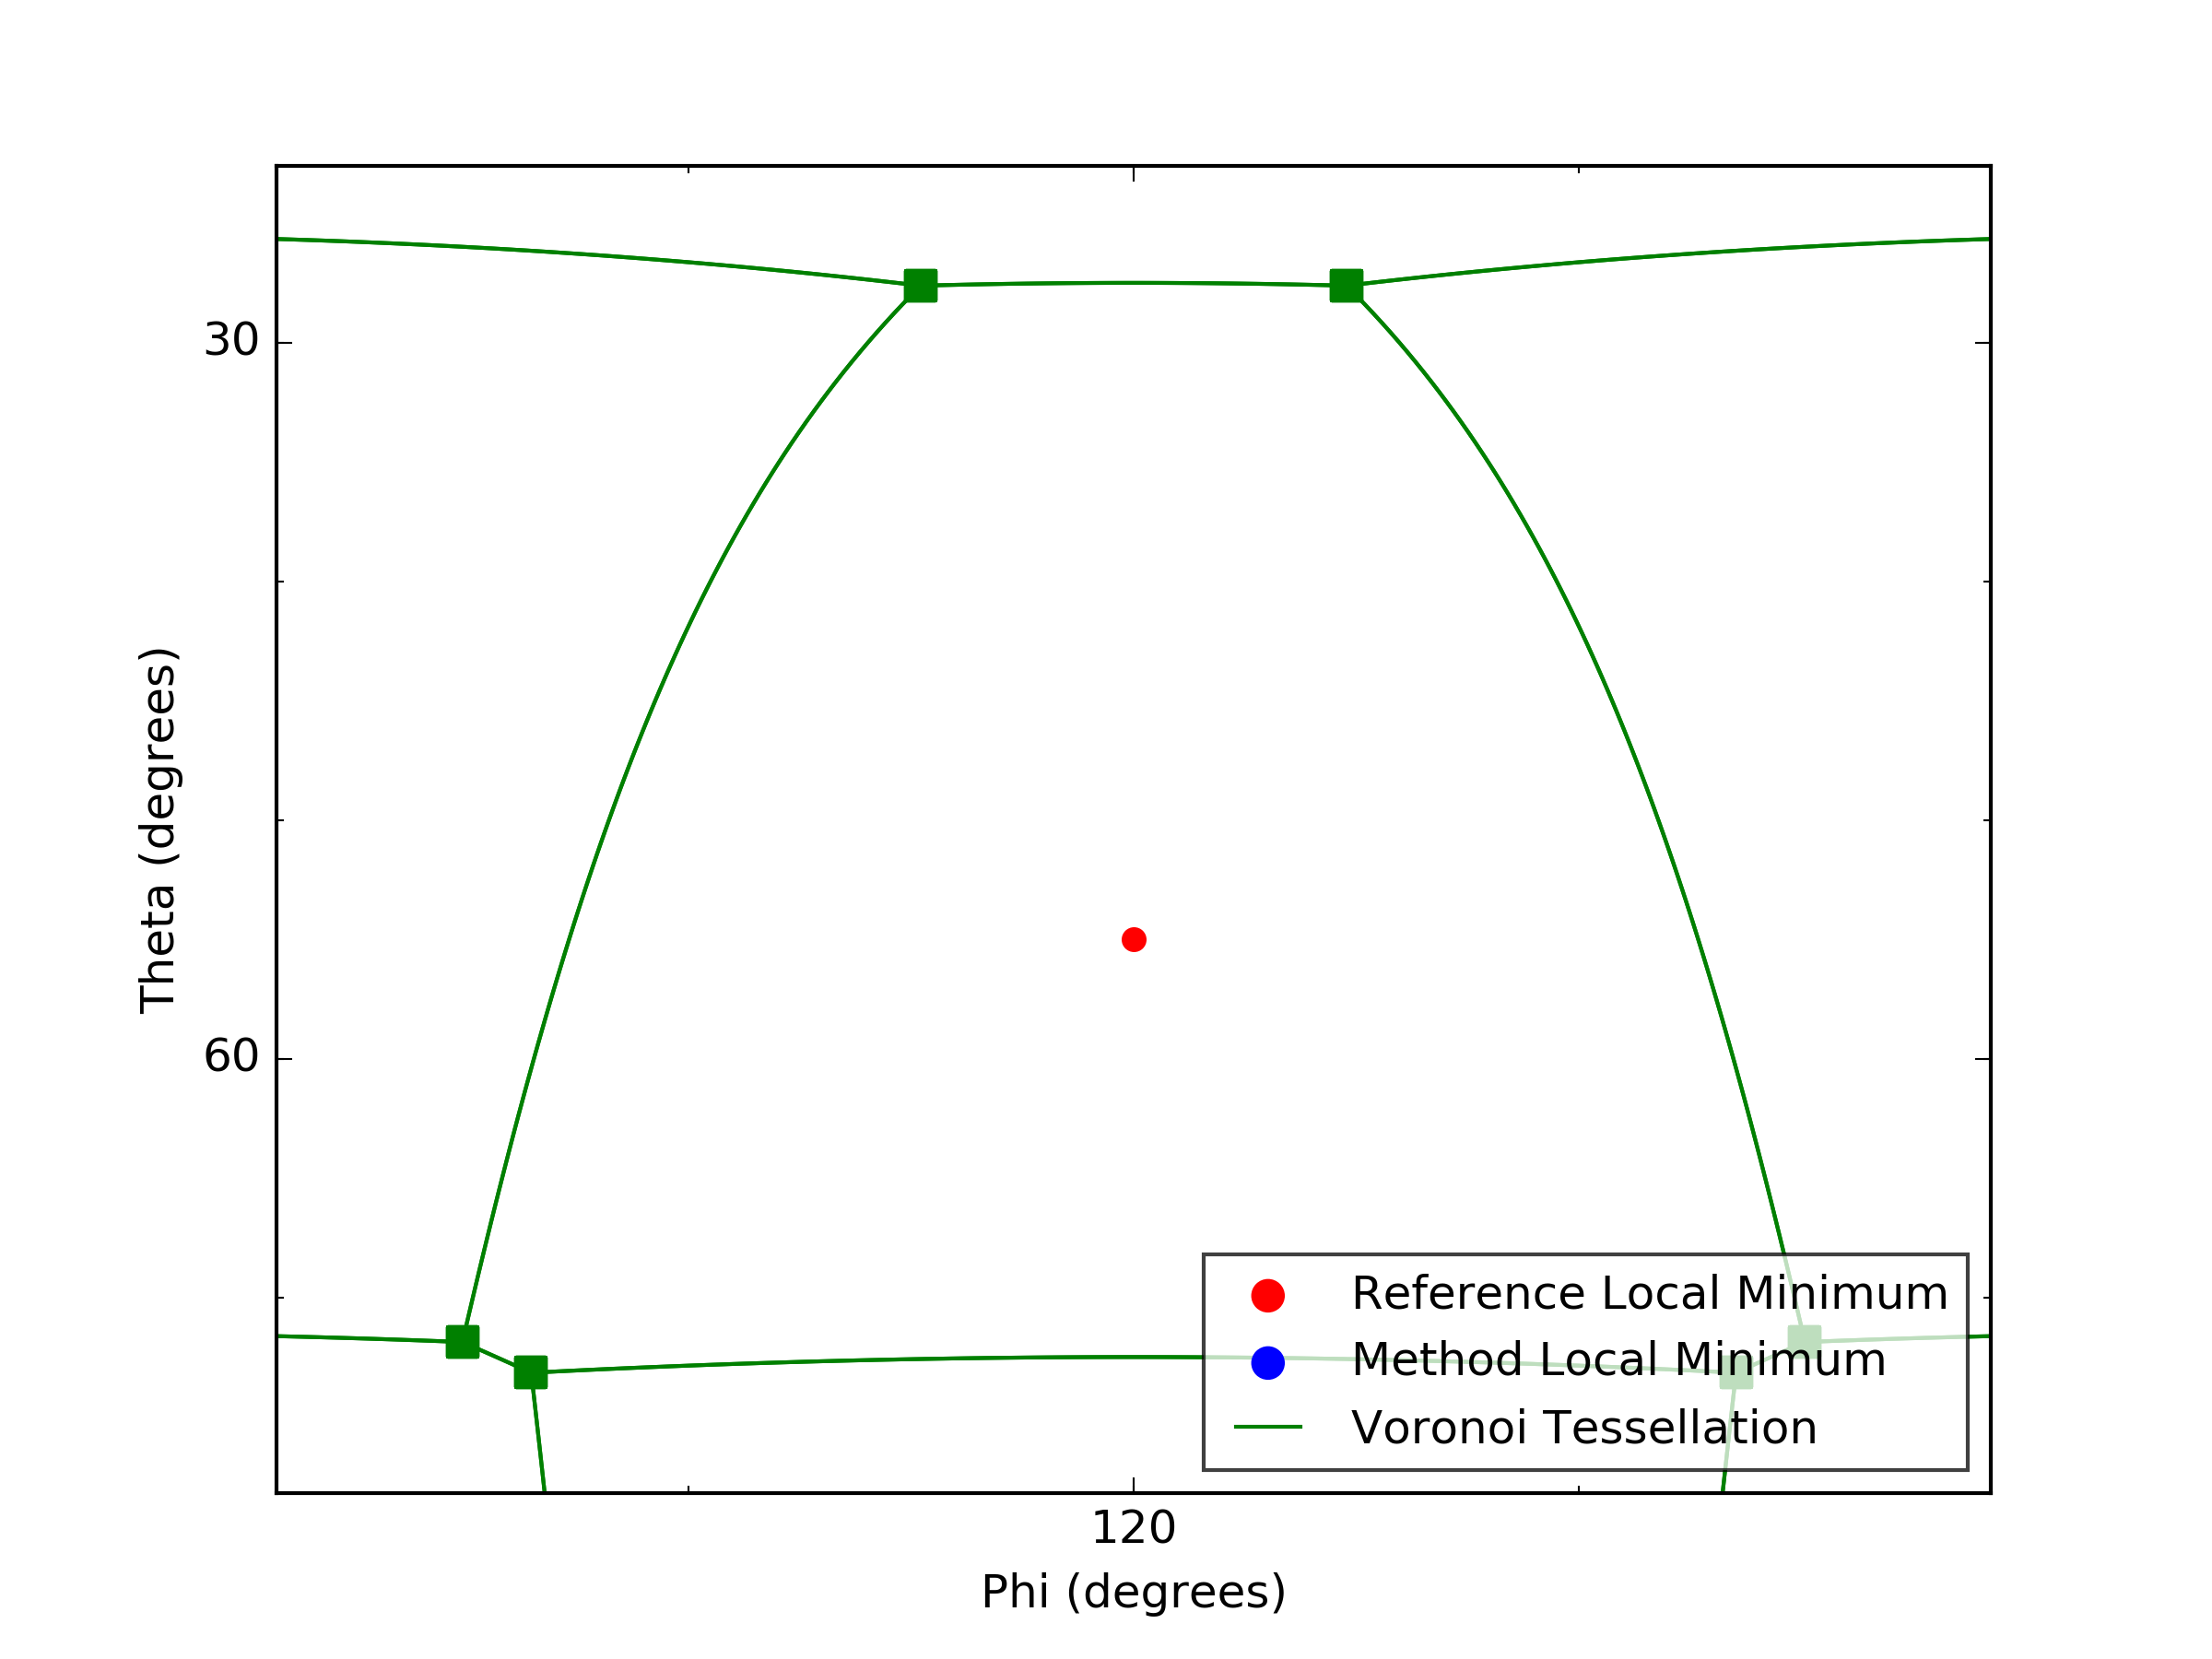 30
Theta (degrees)
60
Reference Local Minimum
Method Local Minimum
Voronoi Tessellation
120
Phi (degrees)